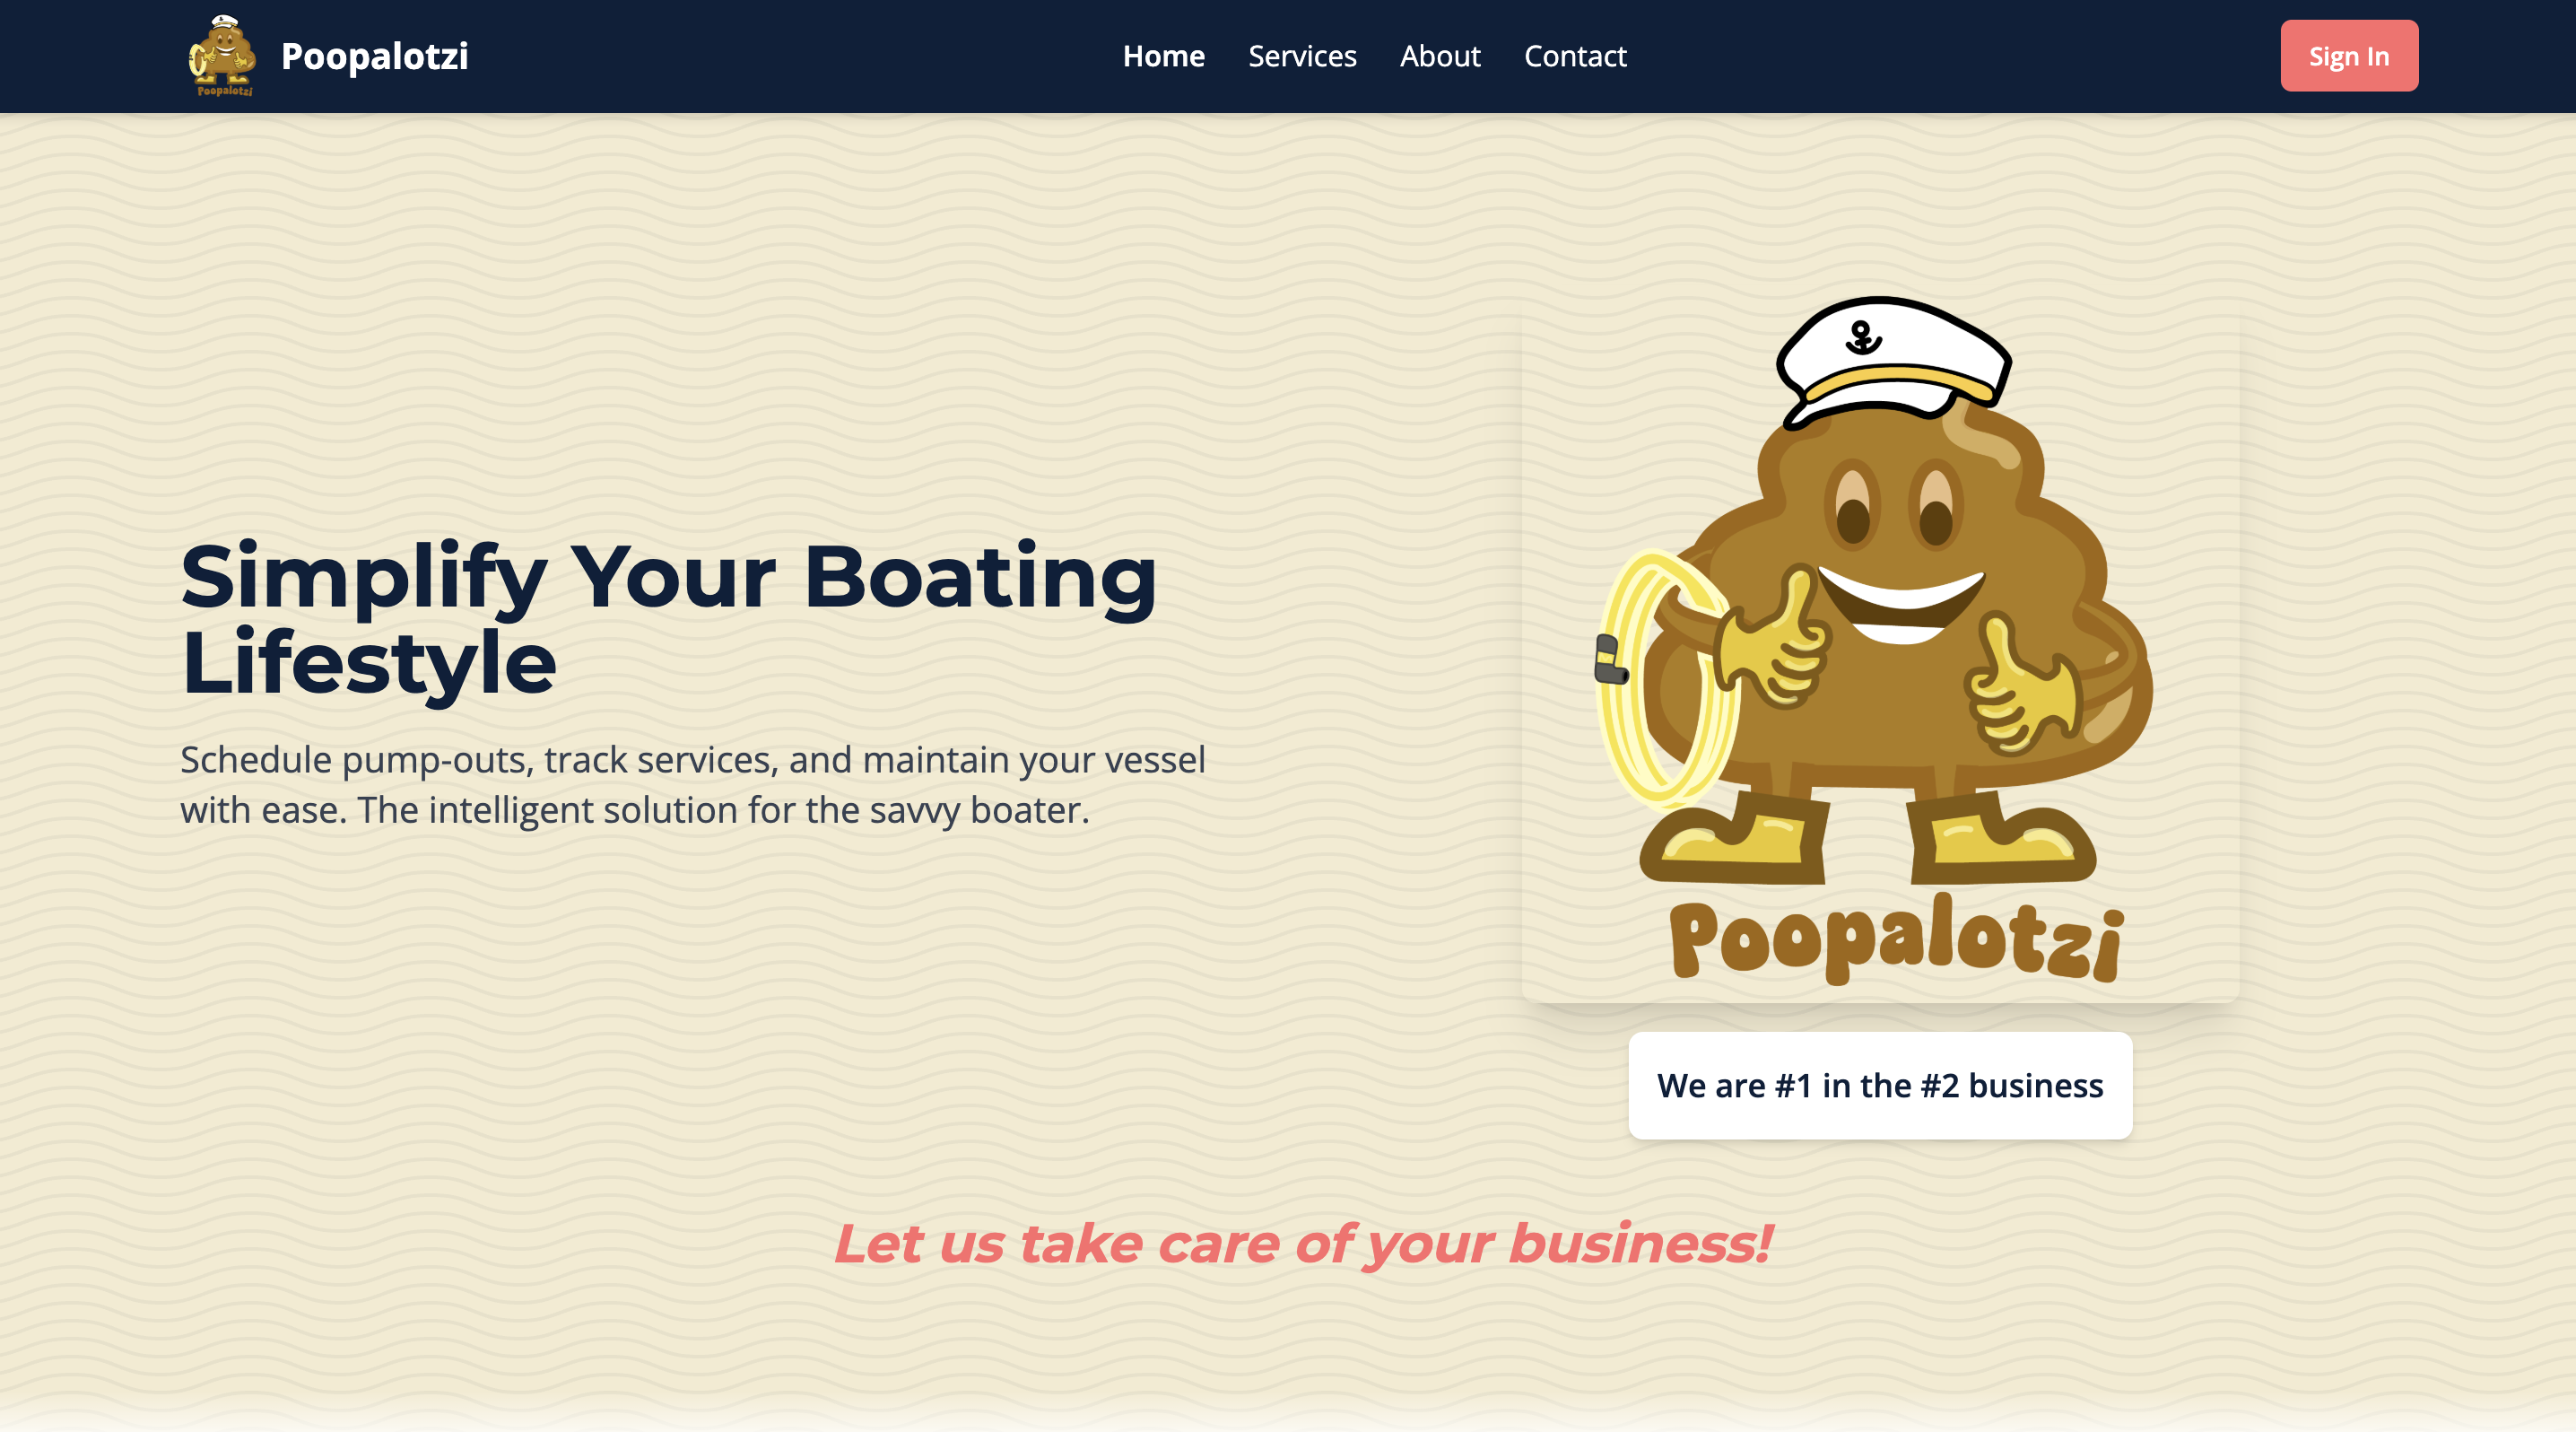 Poopalotzi
Poopalotzi
Home
Services
About
Contact
Sign In
Simplify Your Boating
Lifestyle
Schedule pump-outs, track services, and maintain your vessel
with ease. The intelligent solution for the savvy boater.
Poopalotzi
We are #1 in the #2 business
Let us take care of your business!